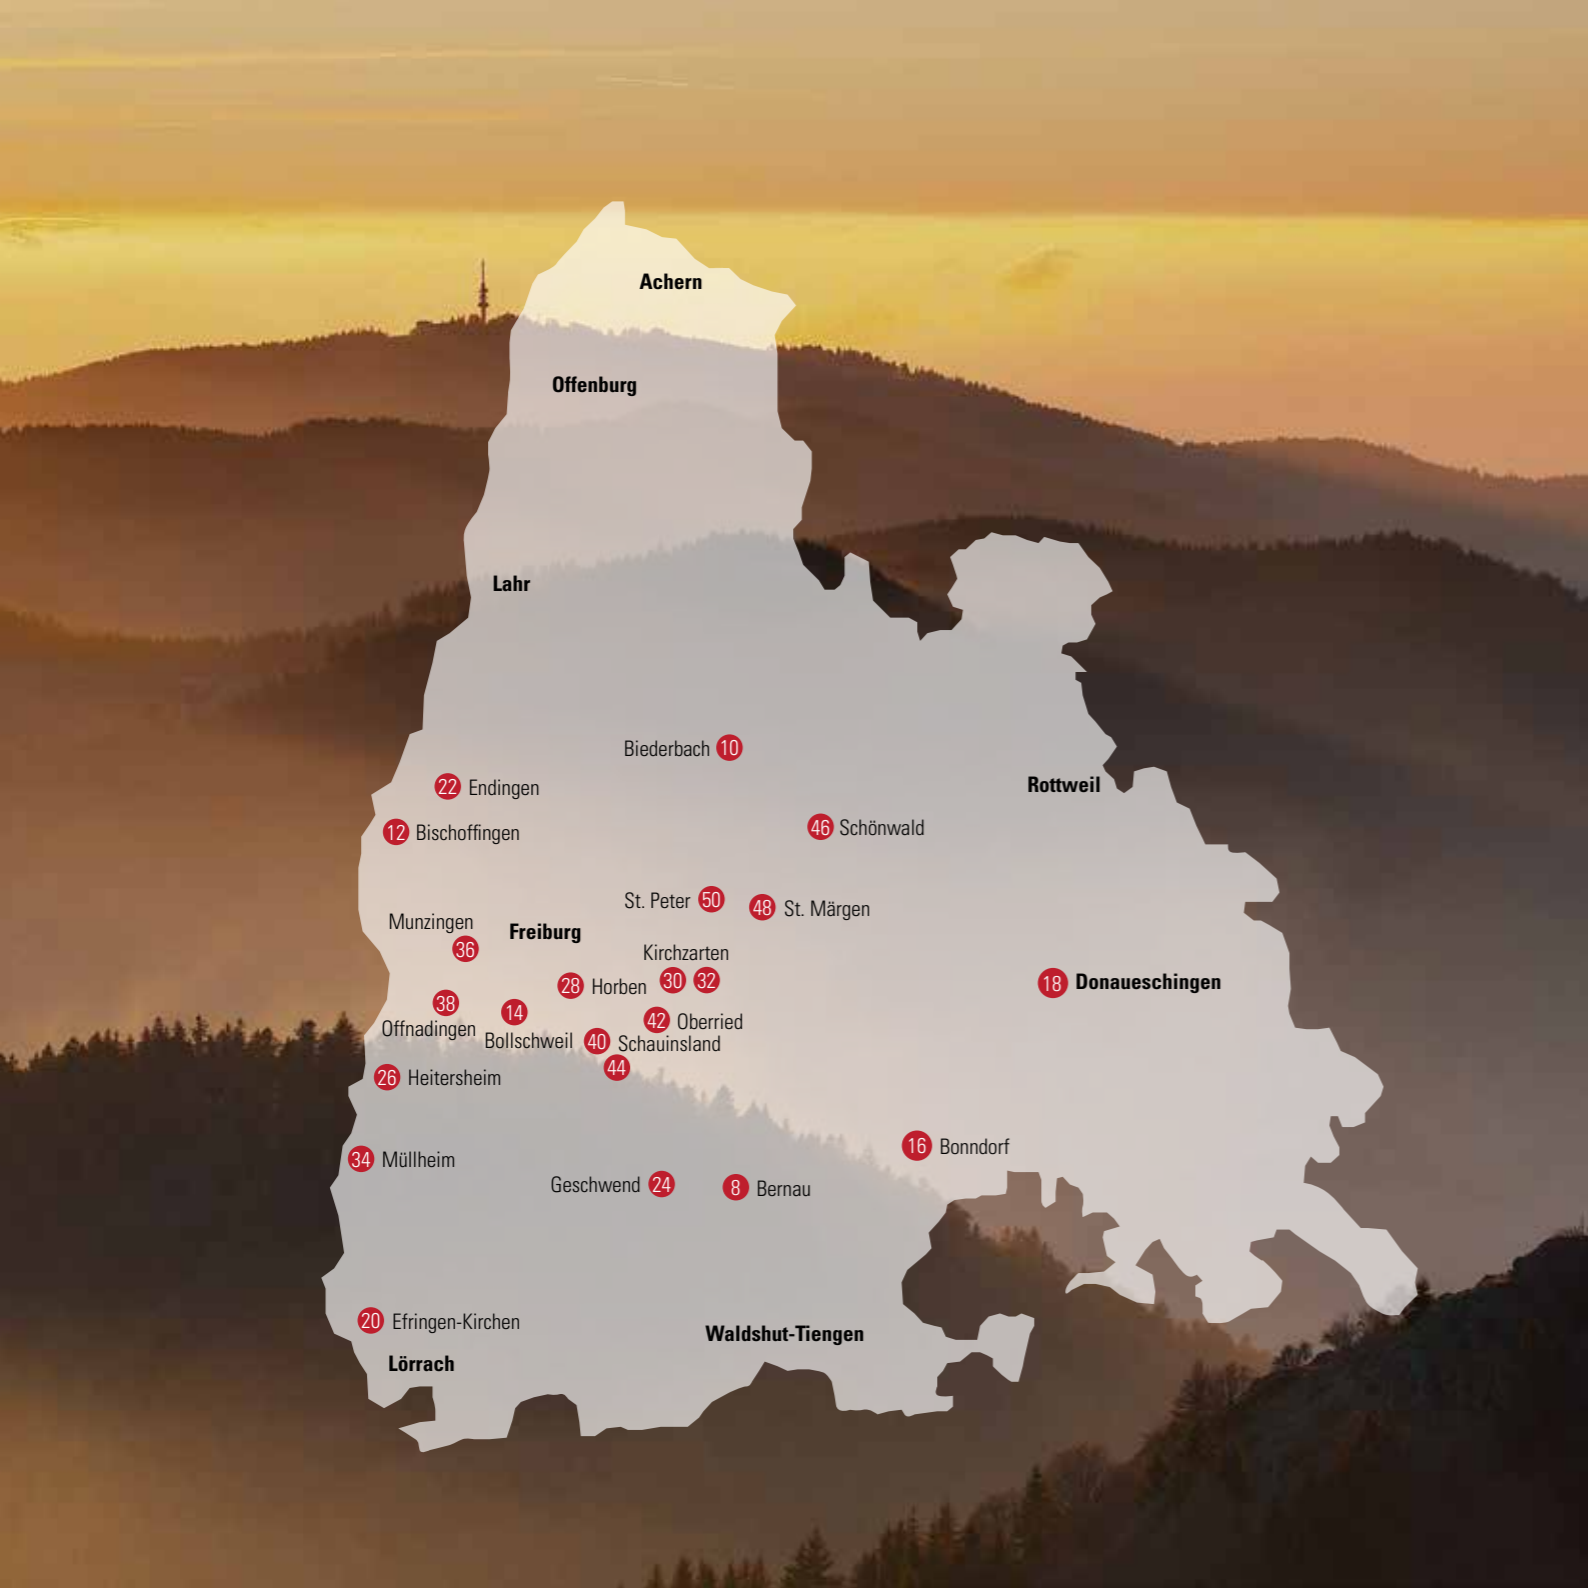 Achern
Offenburg
Lahr
Biederbach 10
Rottweil
22 Endingen
46 Schönwald
12 Bischoffingen
St. Peter 50
48 St. Märgen
Munzingen
36
Freiburg
Kirchzarten
30 32
18 Donaueschingen
28 Horben
38
Offnadingen
14
Bollschweil
42 Oberried
40 Schauinsland
44
26 Heitersheim
16 Bonndorf
34 Müllheim
Geschwend 24
8 Bernau
20 Efringen-Kirchen
Waldshut-Tiengen
Lörrach